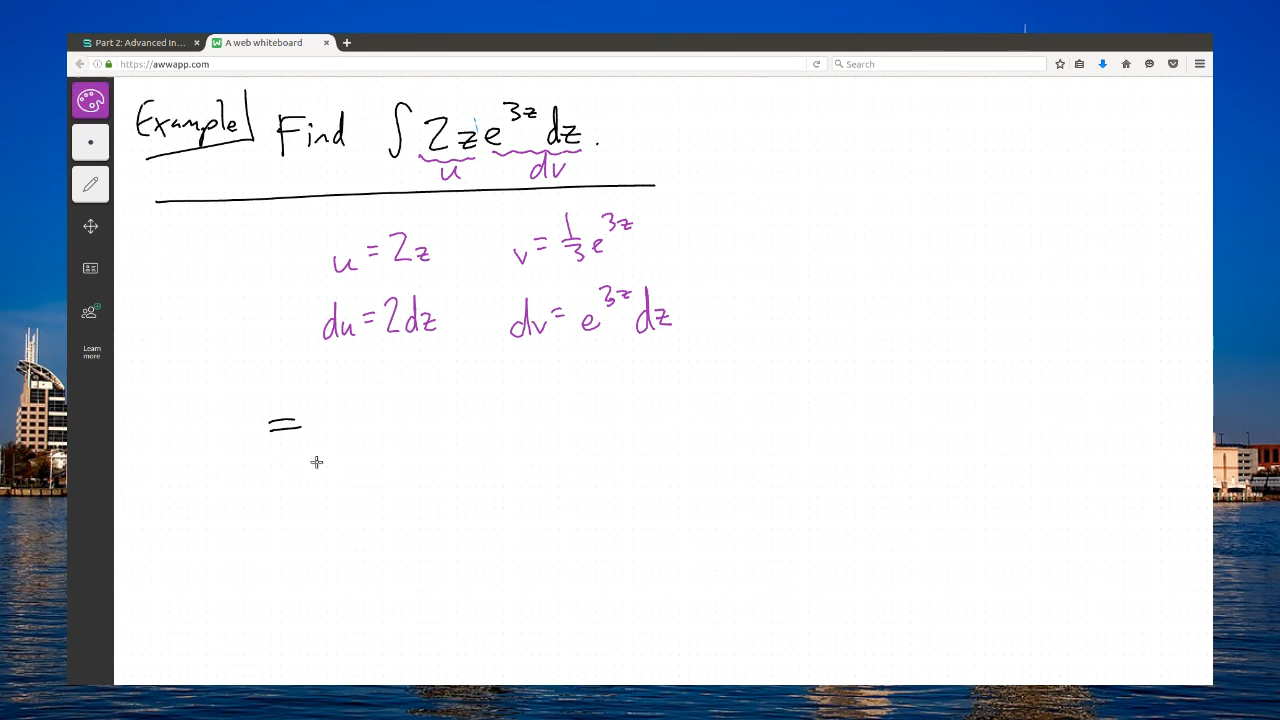 Part 2: Advanced In... × A web whiteboard × +
https://awwapp.com Search
Example Find ∫ 2z e^{3z} dz.
u dv
u = 2z v = 1/3 e^{3z}
du = 2dz dv = e^{3z} dz
Learn
more
=